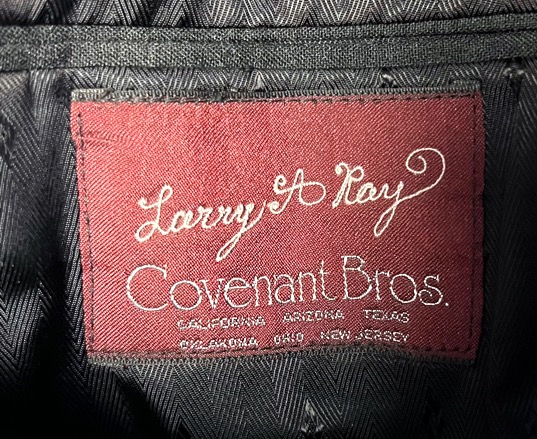 Larry A Ray
Covenant Bros.
CALIFORNIA ARIZONA TEXAS
OKLAHOMA OHIO NEW JERSEY